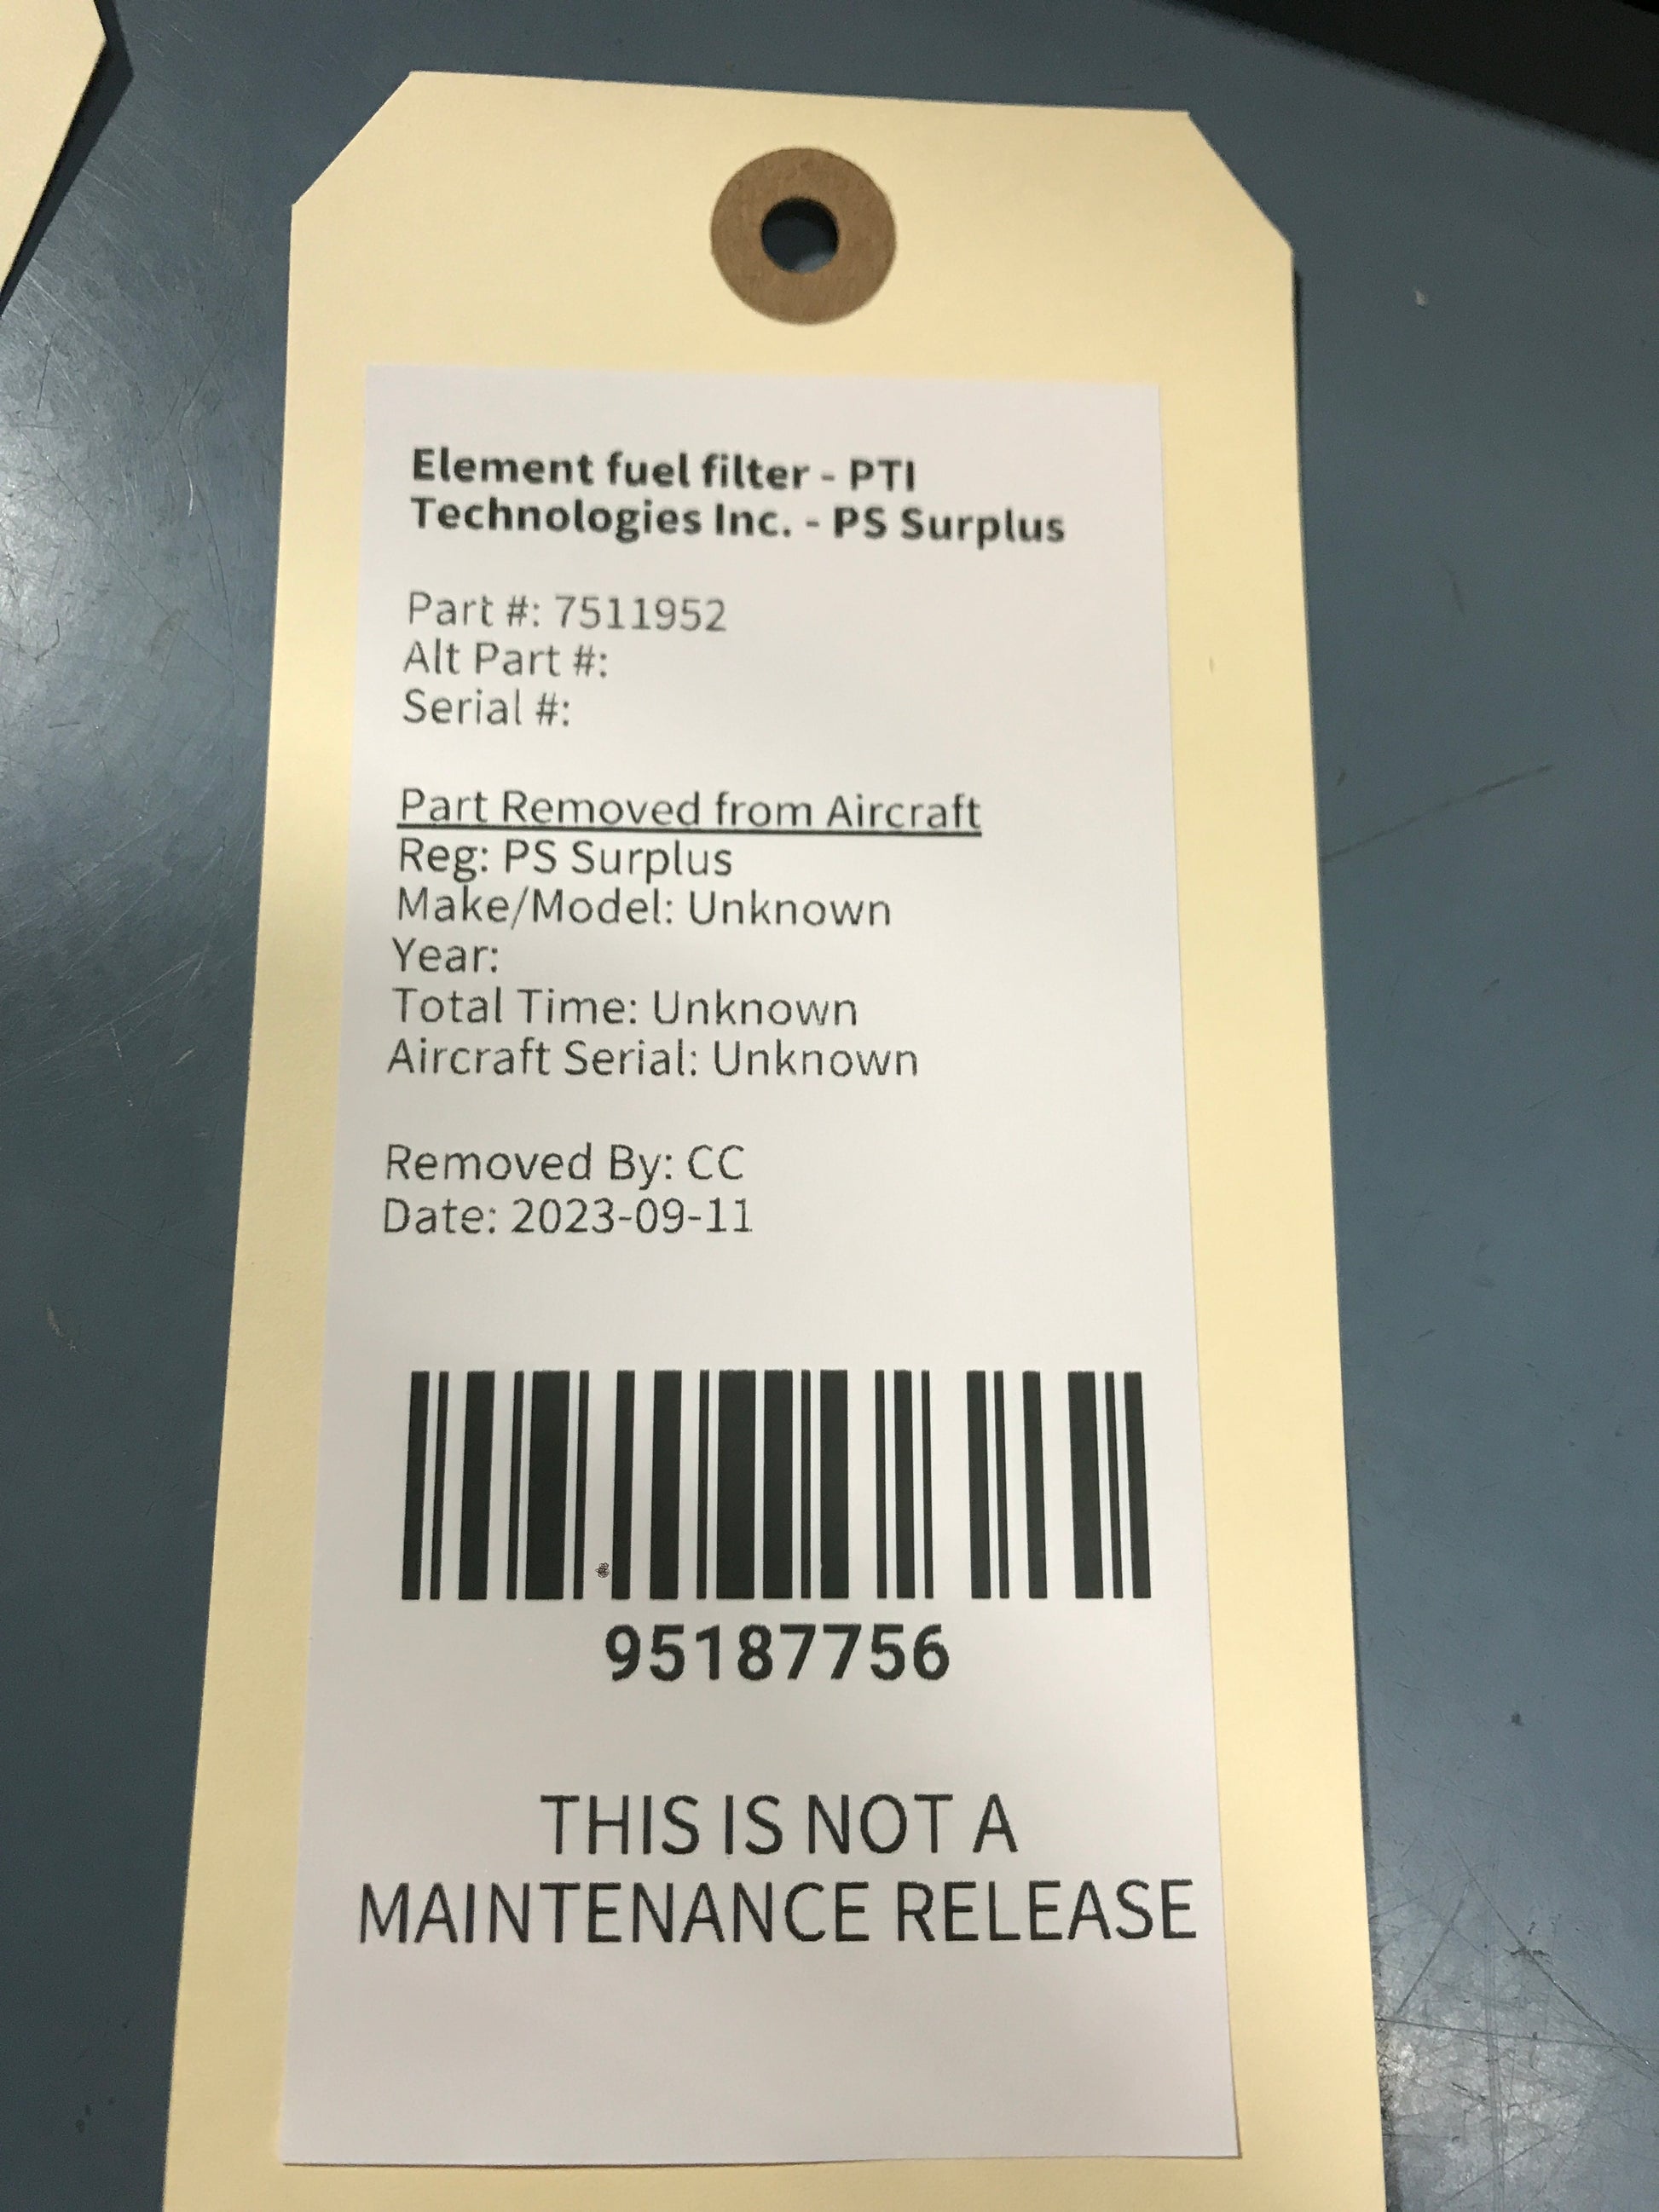 Element fuel filter - PTI
Technologies Inc. - PS Surplus
Part #: 7511952
Alt Part #:
Serial #:
Part Removed from Aircraft
Reg: PS Surplus
Make/Model: Unknown
Year:
Total Time: Unknown
Aircraft Serial: Unknown
Removed By: CC
Date: 2023-09-11
95187756
THIS IS NOT A
MAINTENANCE RELEASE